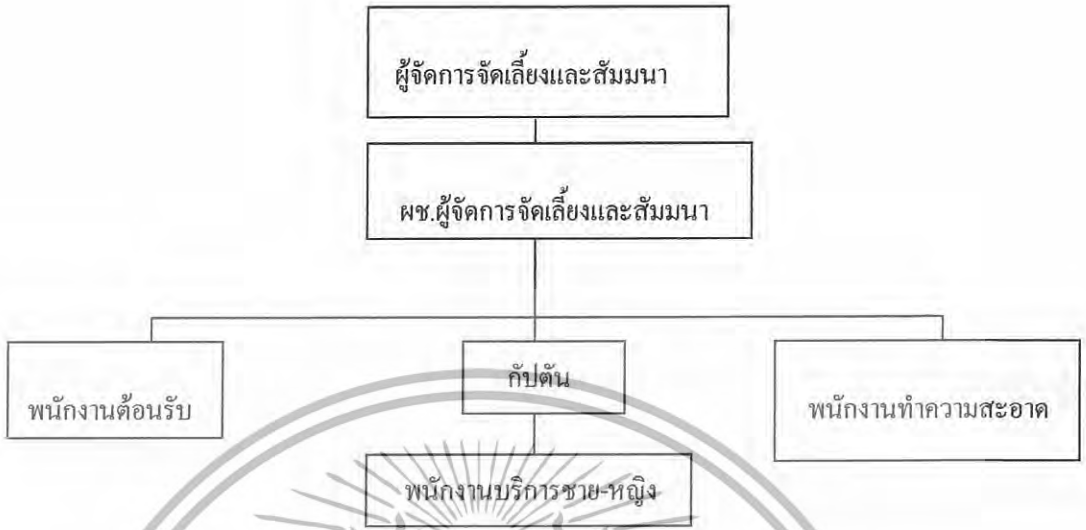 ผู้จัดการจัดเลี้ยงและสัมมนา
ผช.ผู้จัดการจัดเลี้ยงและสัมมนา
พนักงานต้อนรับ
กัปตัน
พนักงานทำความสะอาด
พนักงานบริการชาย-หญิง